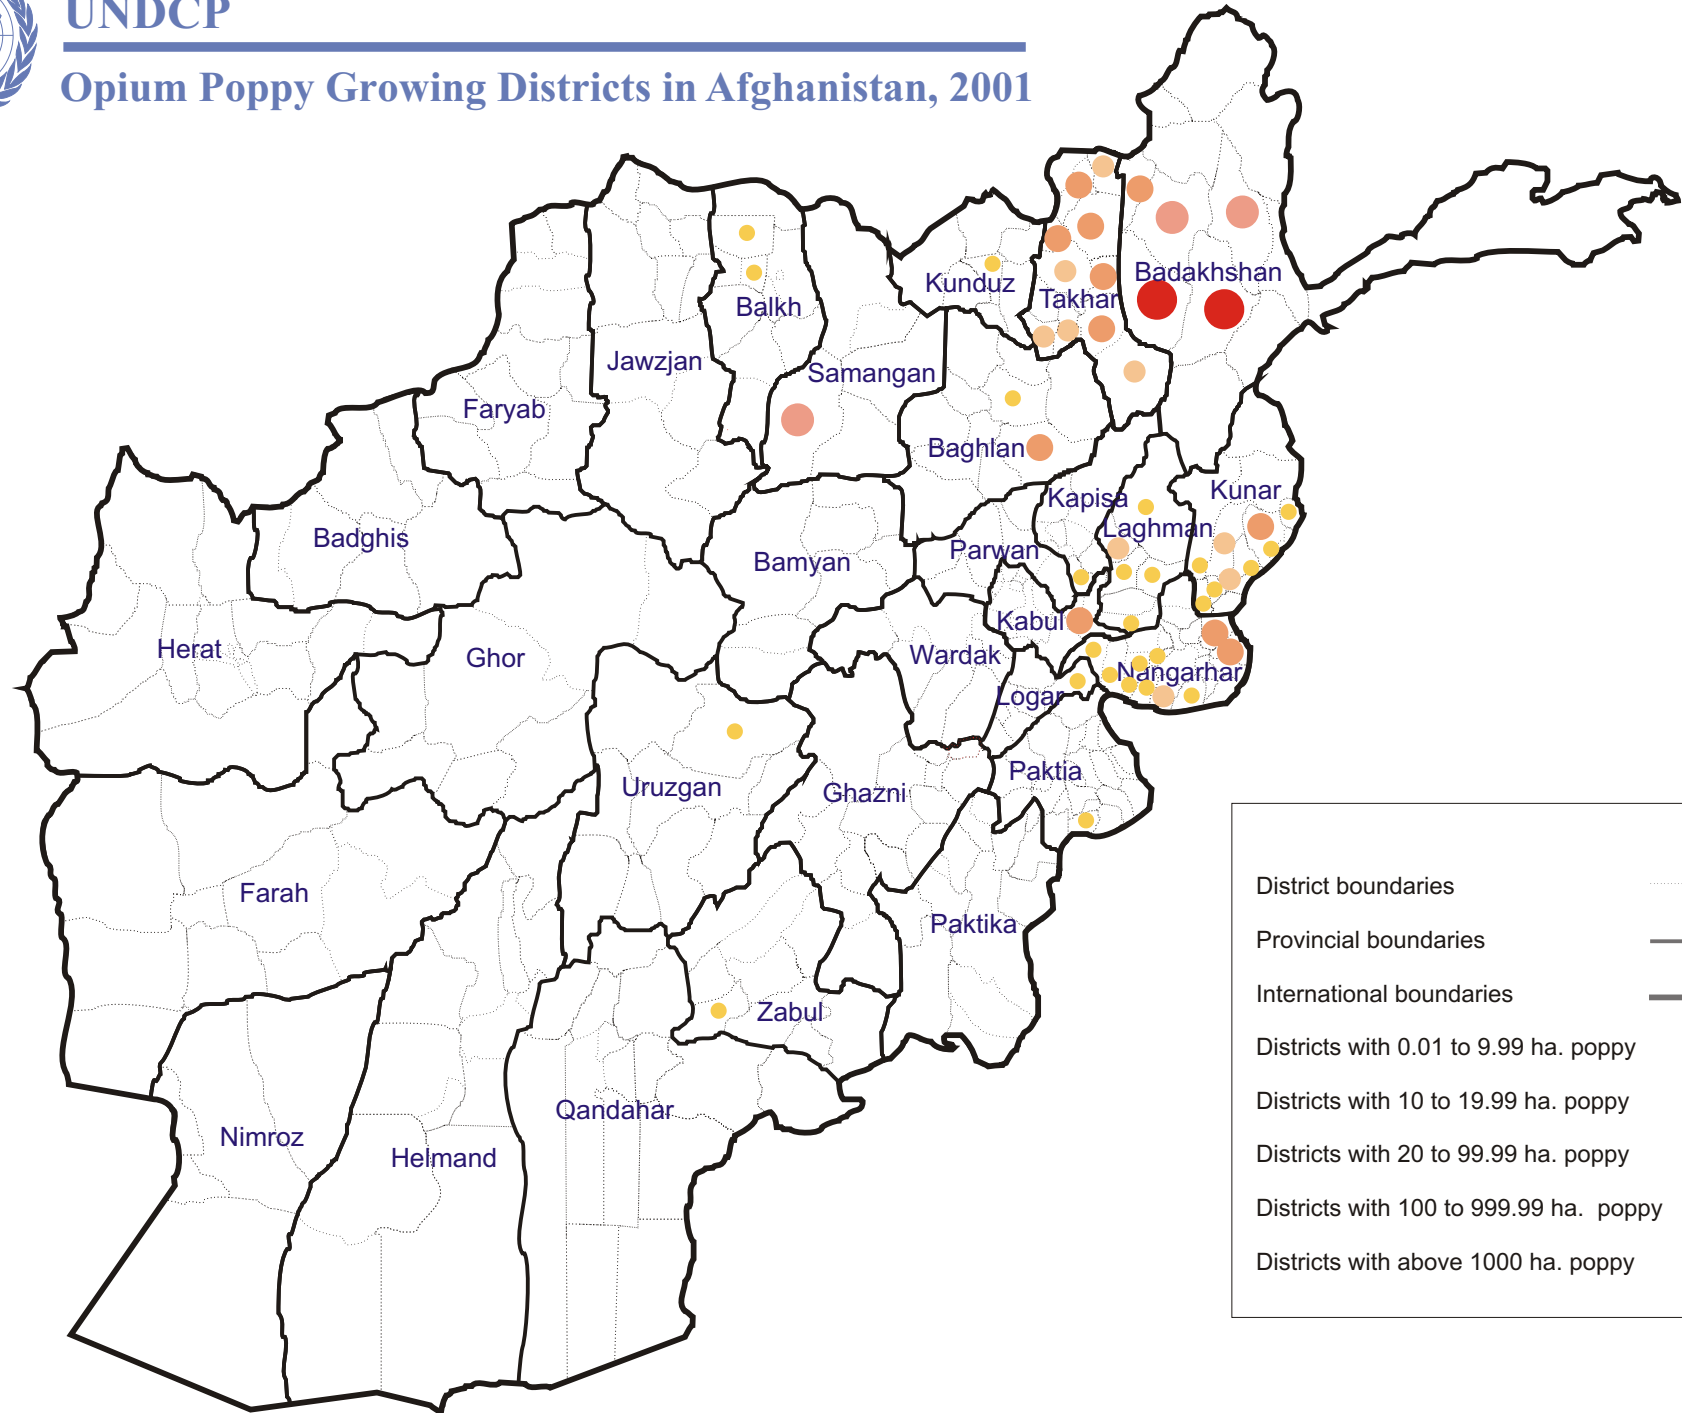 UNDCP
Opium Poppy Growing Districts in Afghanistan, 2001
Badakhshan
Kunduz
Takhar
Balkh
Jawzjan
Samangan
Faryab
Baghlan
Kunar
Kapisa
Laghman
Badghis
Parwan
Bamyan
Kabul
Herat
Ghor
Wardak
Nangarhar
Logar
Paktia
Uruzgan
Ghazni
Farah
Paktika
Zabul
Qandahar
Nimroz
Helmand
District boundaries
Provincial boundaries
International boundaries
Districts with 0.01 to 9.99 ha. poppy
Districts with 10 to 19.99 ha. poppy
Districts with 20 to 99.99 ha. poppy
Districts with 100 to 999.99 ha.  poppy
Districts with above 1000 ha. poppy